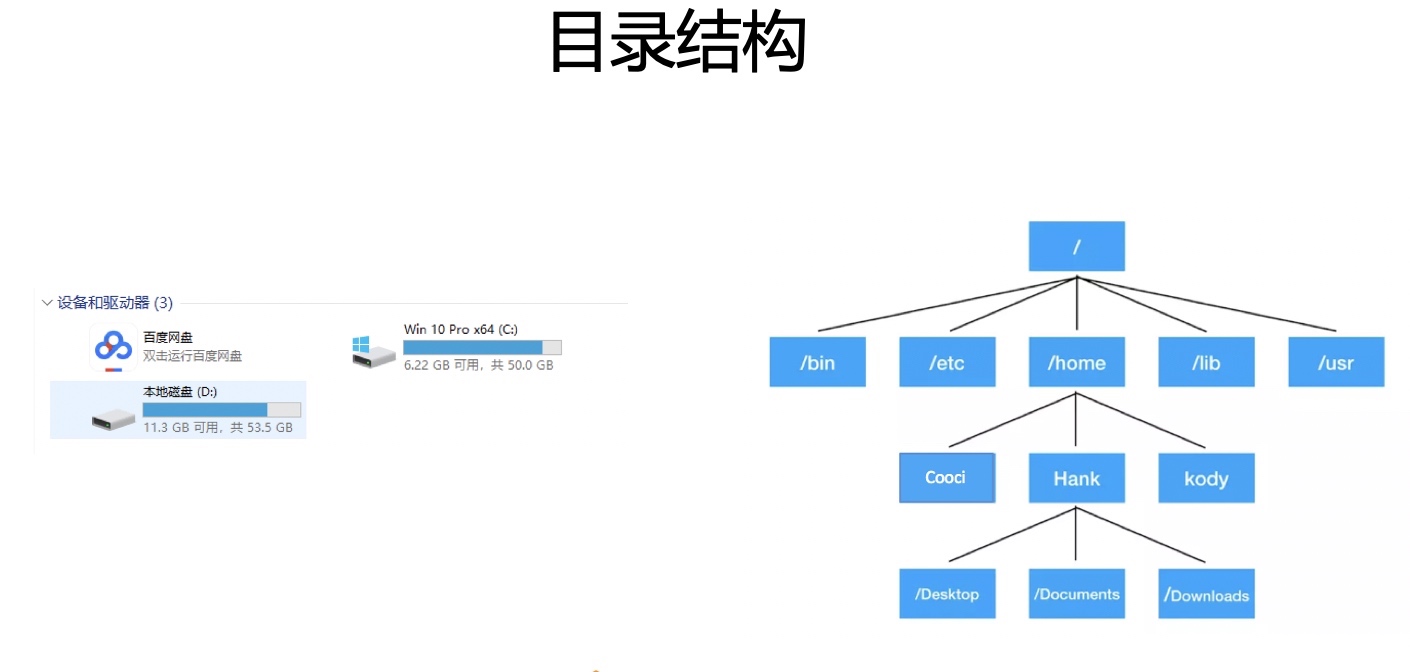 目录结构
设备和驱动器 (3)
百度网盘
双击运行百度网盘
Win 10 Pro x64 (C:)
6.22 GB 可用，共 50.0 GB
本地磁盘 (D:)
11.3 GB 可用，共 53.5 GB
/
/bin
/etc
/home
/lib
/usr
Cooci
Hank
kody
/Desktop
/Documents
/Downloads